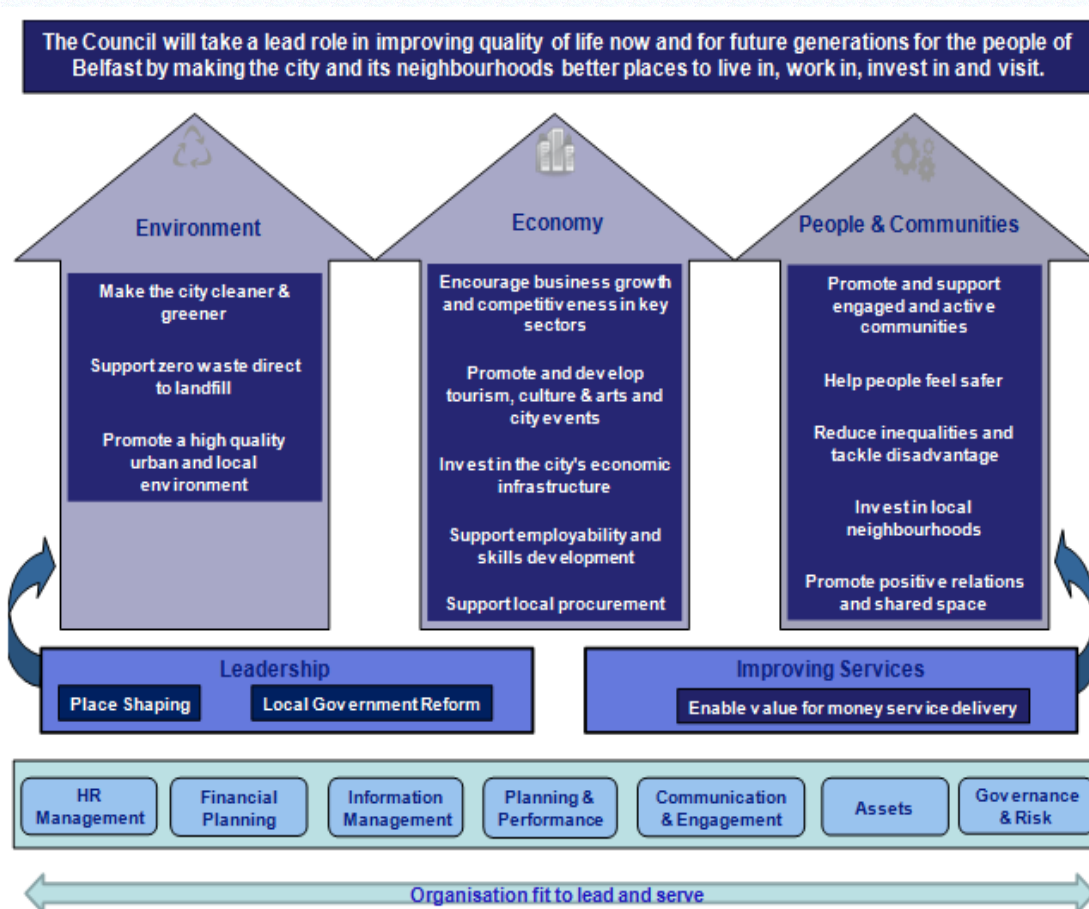 The Council will take a lead role in improving quality of life now and for future generations for the people of
Belfast by making the city and its neighbourhoods better places to live in, work in, invest in and visit.
Environment
Make the city cleaner &
greener
Support zero waste direct
to landfill
Promote a high quality
urban and local
environment
Economy
Encourage business growth
and competitiveness in key
sectors
Promote and develop
tourism, culture & arts and
city events
Invest in the city's economic
infrastructure
Support employability and
skills development
Support local procurement
People & Communities
Promote and support
engaged and active
communities
Help people feel safer
Reduce inequalities and
tackle disadvantage
Invest in local
neighbourhoods
Promote positive relations
and shared space
Leadership
Place Shaping
Local Government Reform
Improving Services
Enable value for money service delivery
HR
Management
Financial
Planning
Information
Management
Planning &
Performance
Communication
& Engagement
Assets
Governance
& Risk
Organisation fit to lead and serve